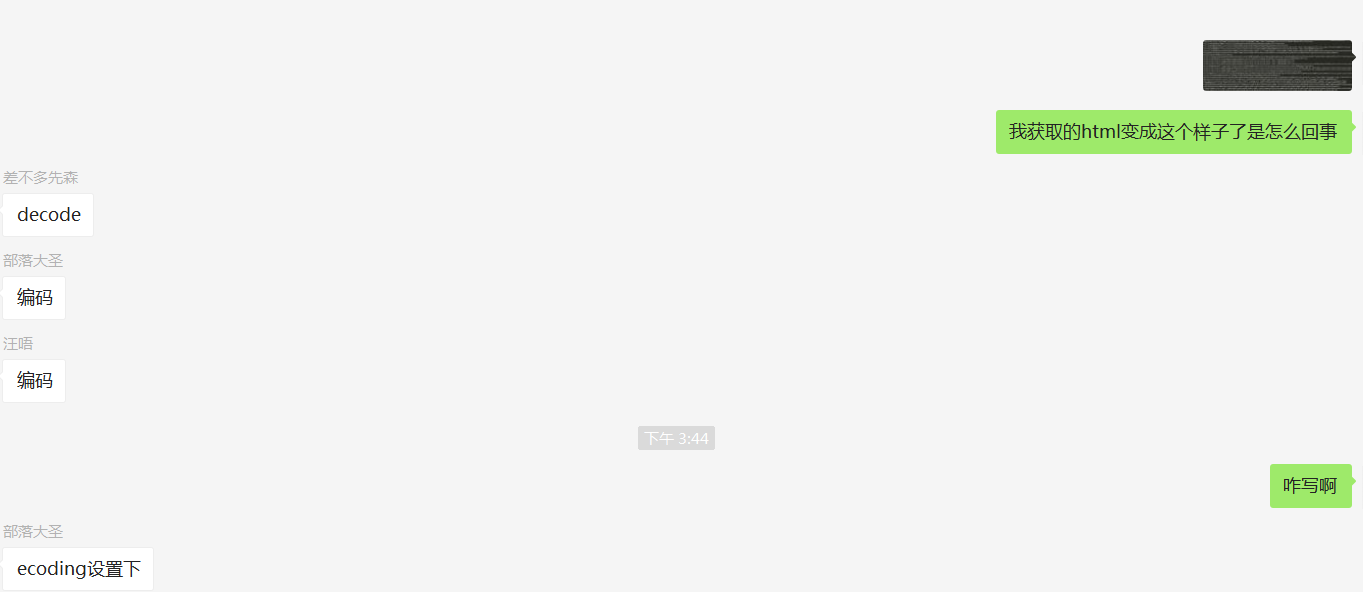 我获取的html变成这个样子了是怎么回事
差不多先森
decode
部落大圣
编码
汪唔
编码
下午 3:44
咋写啊
部落大圣
ecoding设置下